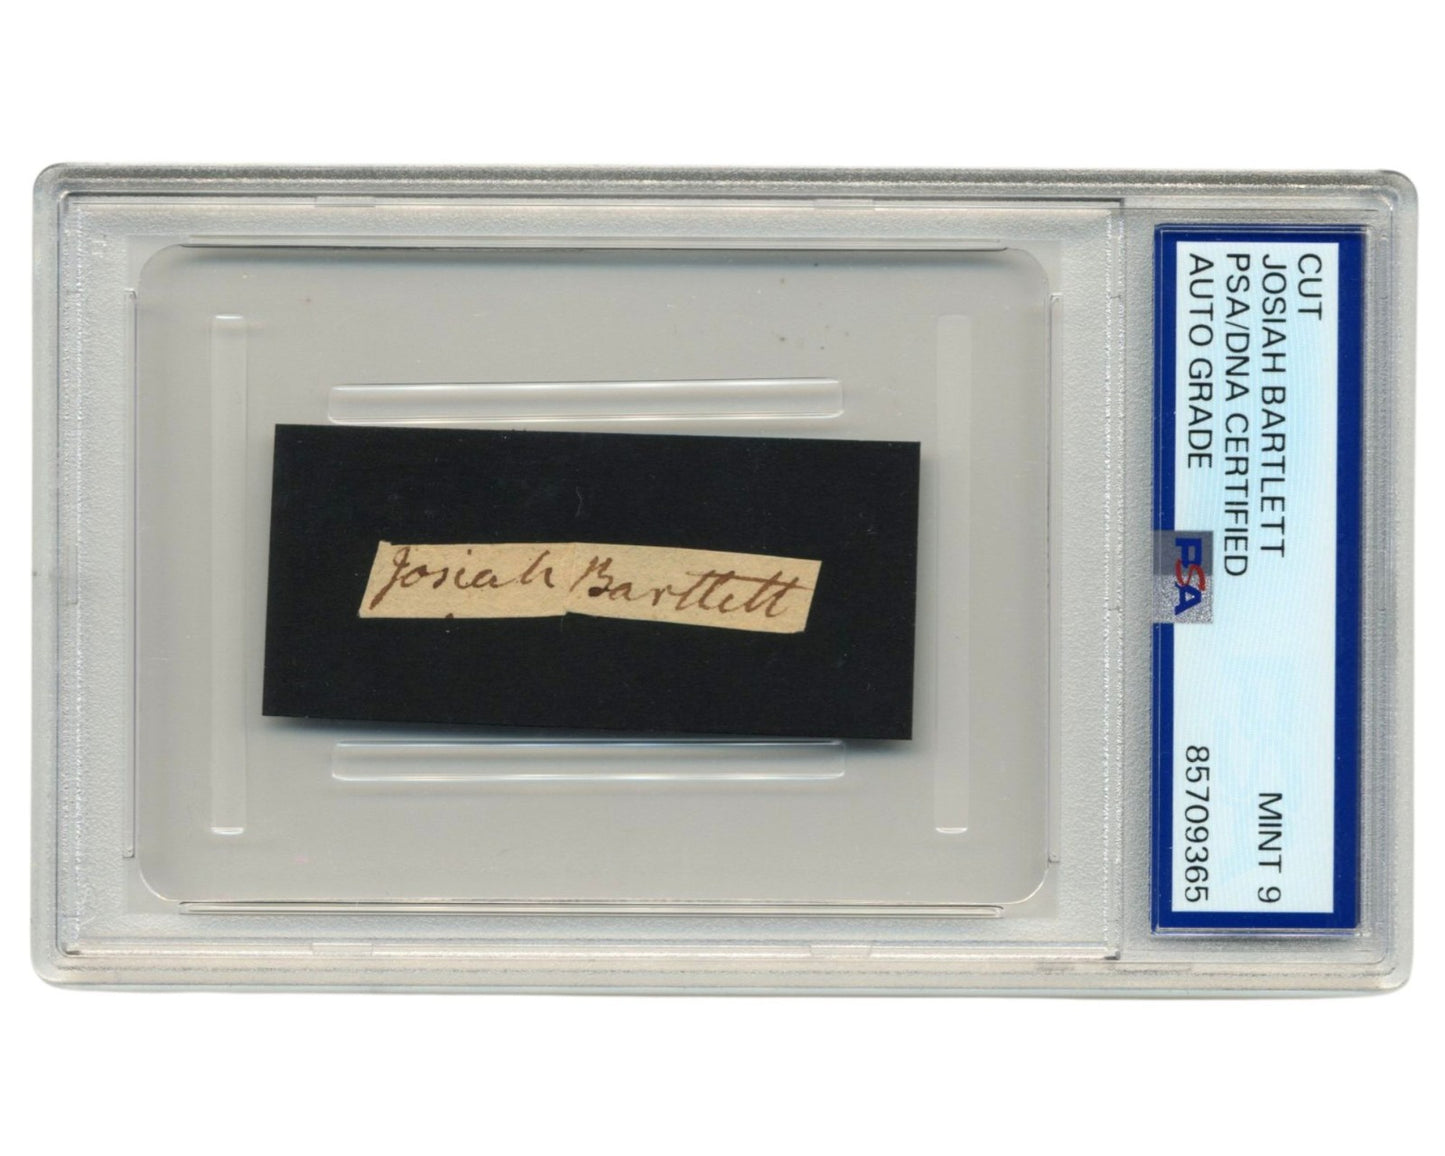 Josiah Bartlett
CUT
JOSIAH BARTLETT
PSA/DNA CERTIFIED
MINT 9
AUTO GRADE
85709365
PSA